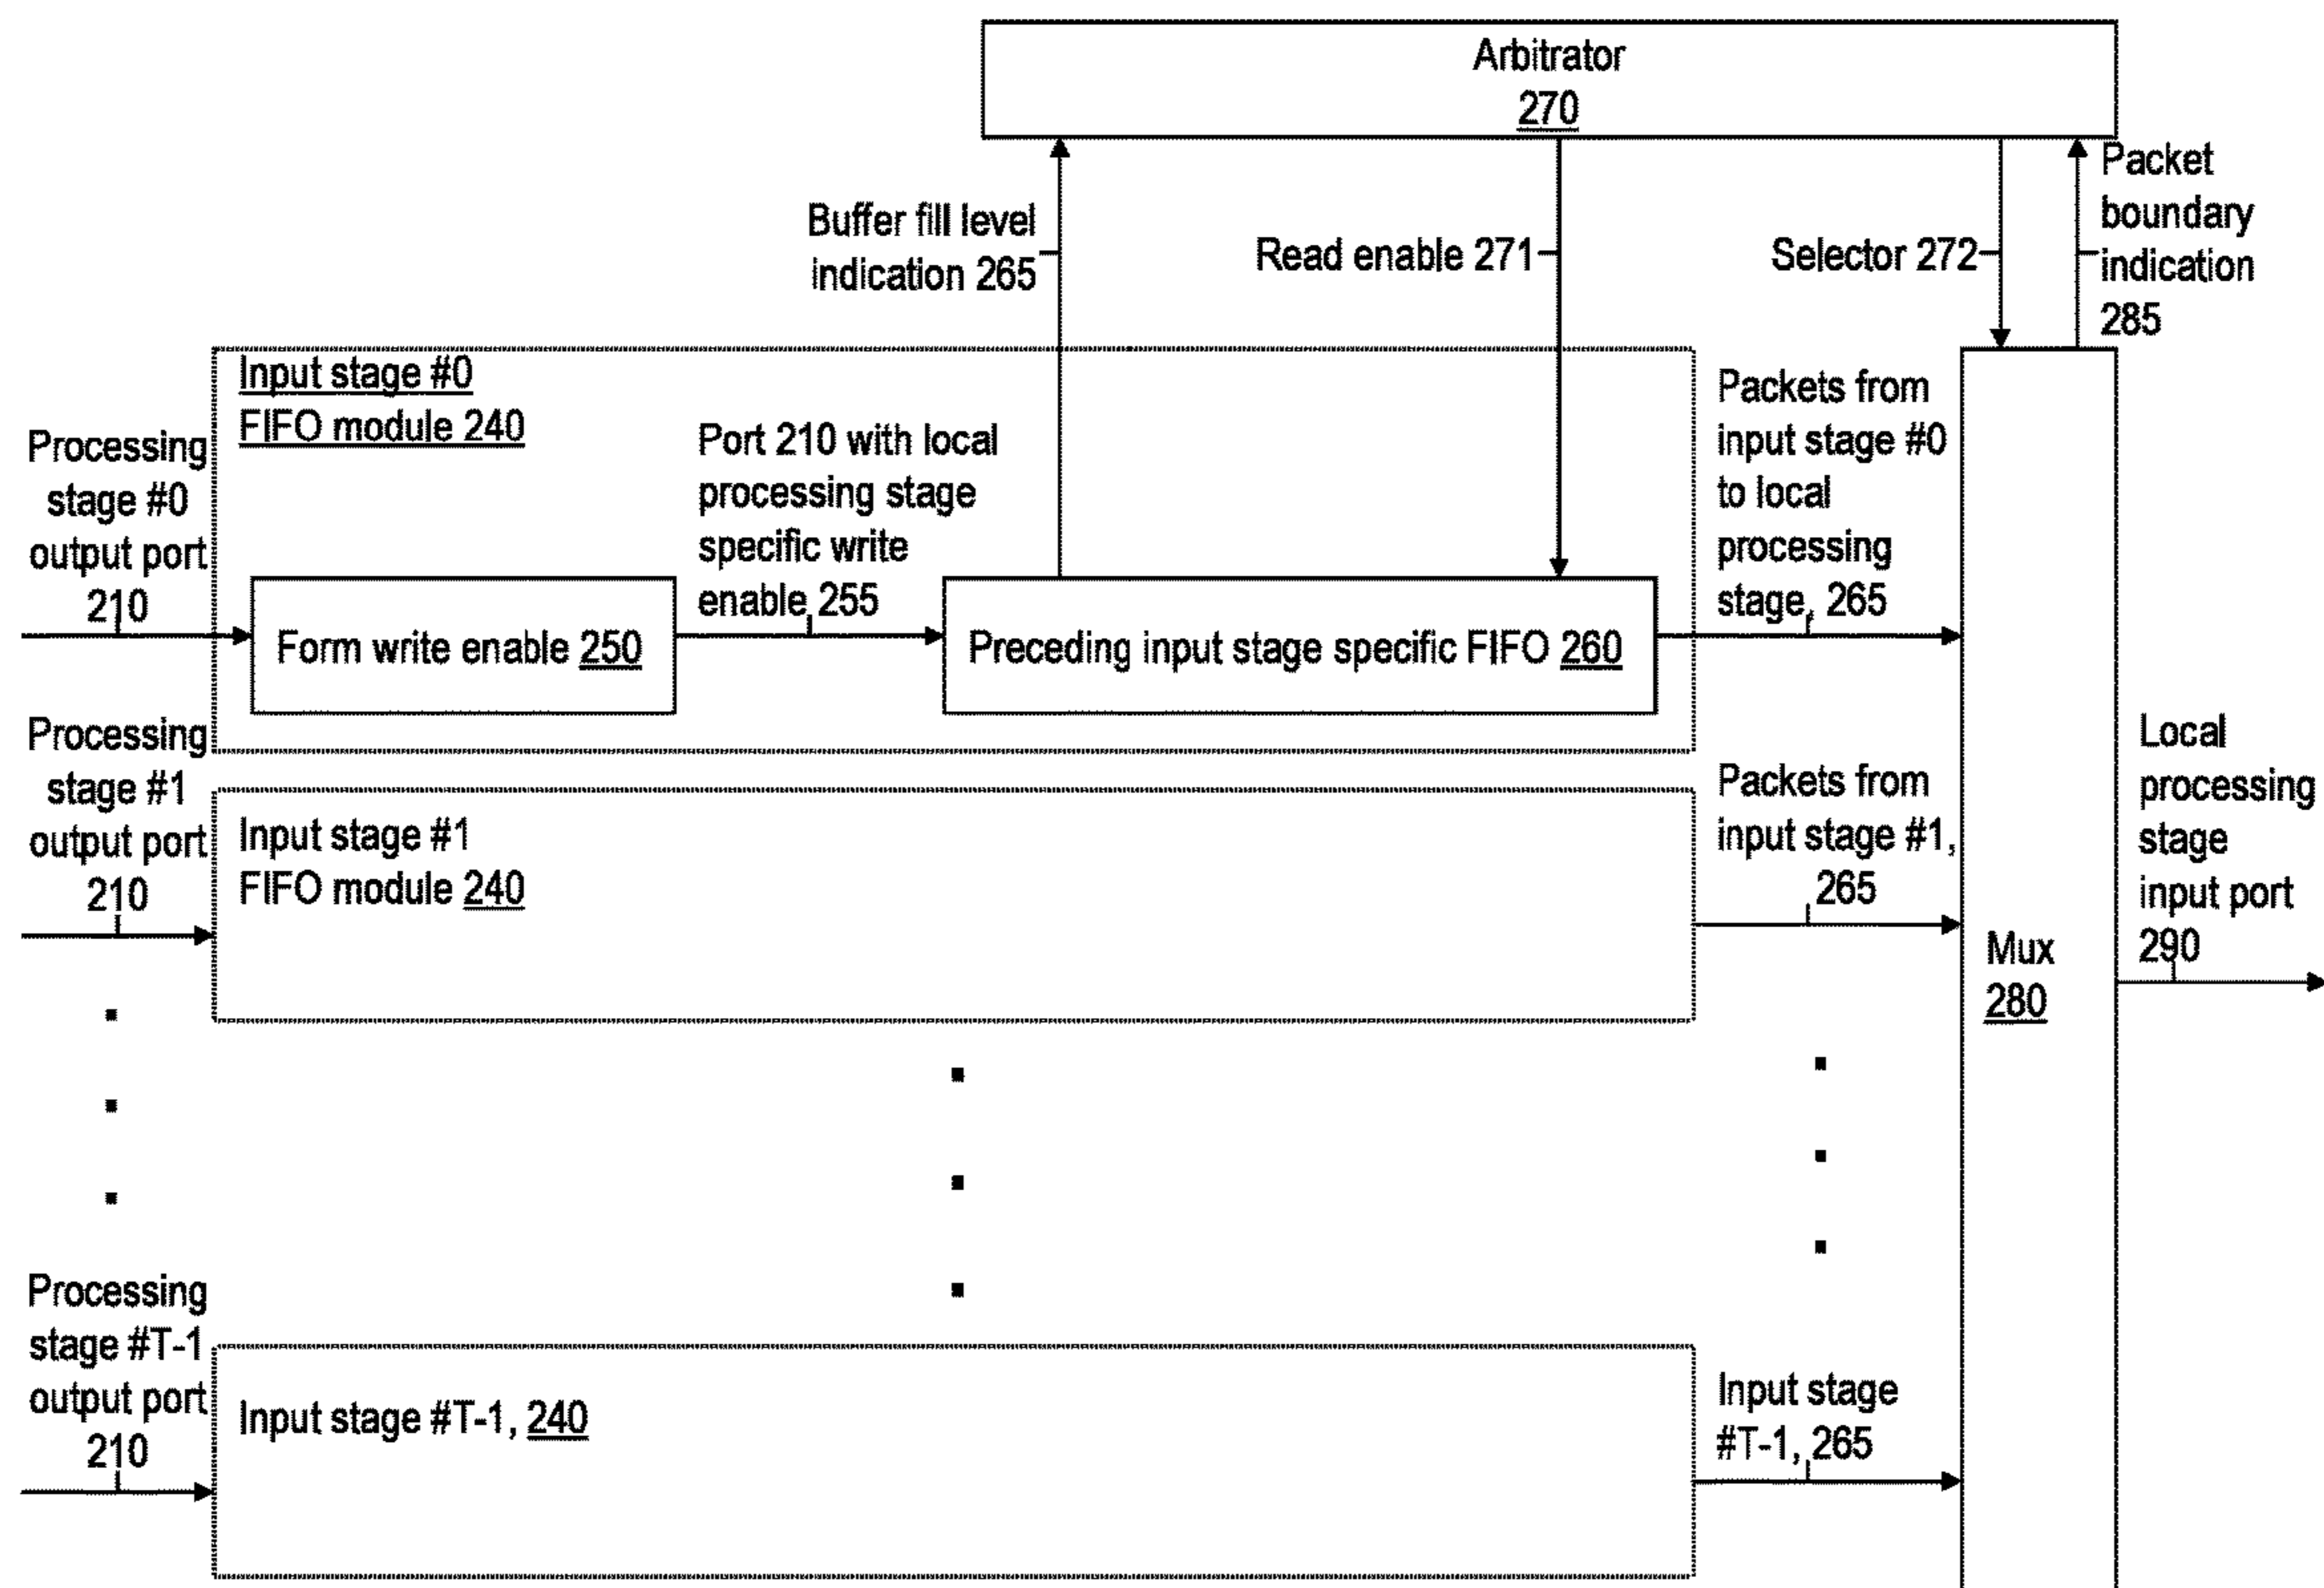 Arbitrator
270
Buffer fill level
indication 265
Read enable 271
Selector 272
Packet
boundary
indication
285
Input stage #0
FIFO module 240
Processing
stage #0
output port
210
Form write enable 250
Port 210 with local
processing stage
specific write
enable 255
Preceding input stage specific FIFO 260
Packets from
input stage #0
to local
processing
stage, 265
Processing
stage #1
output port
210
Input stage #1
FIFO module 240
Packets from
input stage #1,
265
Mux
280
Local
processing
stage
input port
290
Processing
stage #T-1
output port
210
Input stage #T-1, 240
Input stage
#T-1, 265